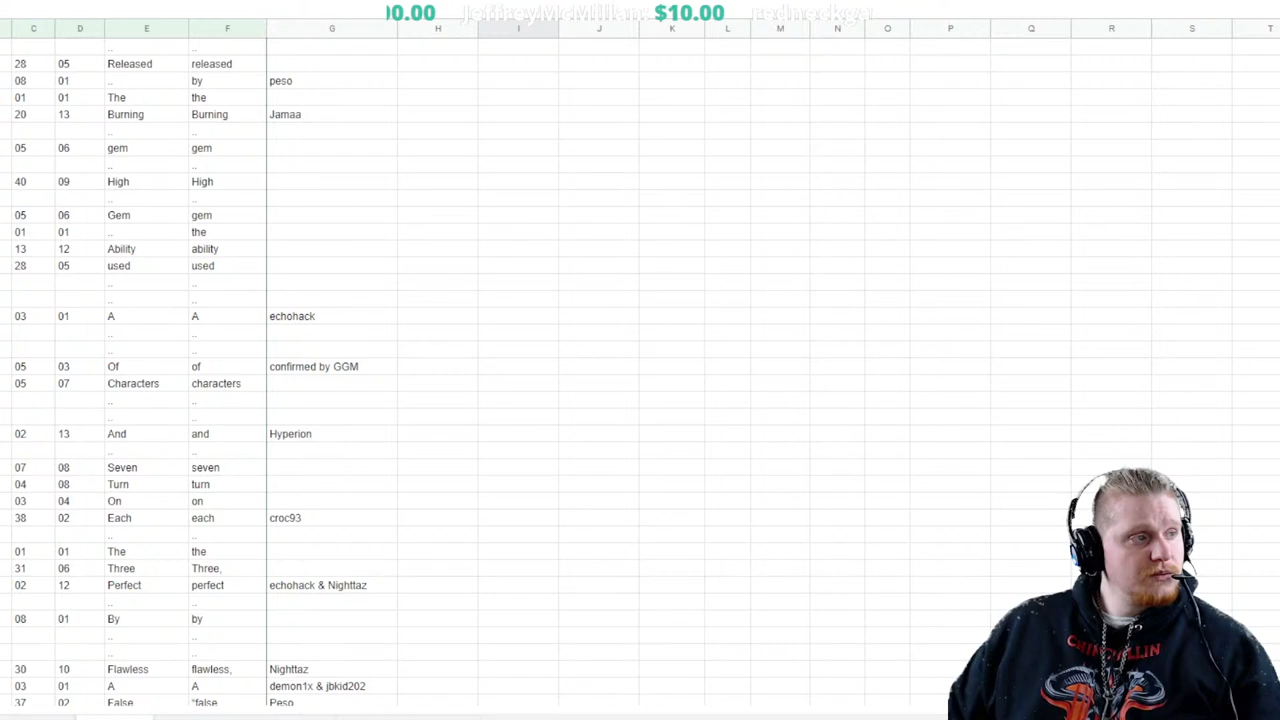 00.00 JeffreyMcMillian: $10.00 redneckga
C D E F G H I J K L M N O P Q R S T
.. ..
28 05 Released released
08 01 .. by peso
01 01 The the
20 13 Burning Burning Jamaa
.. ..
05 06 gem gem
.. ..
40 09 High High
.. ..
05 06 Gem gem
01 01 .. the
13 12 Ability ability
28 05 used used
.. ..
.. ..
03 01 A A echohack
.. ..
.. ..
05 03 Of of confirmed by GGM
05 07 Characters characters
.. ..
.. ..
02 13 And and Hyperion
.. ..
07 08 Seven seven
04 08 Turn turn
03 04 On on
38 02 Each each croc93
.. ..
01 01 The the
31 06 Three Three,
02 12 Perfect perfect echohack & Nighttaz
.. ..
08 01 By by
.. ..
.. ..
30 10 Flawless flawless, Nighttaz
03 01 A A demon1x & jbkid202
37 02 False "false Peso